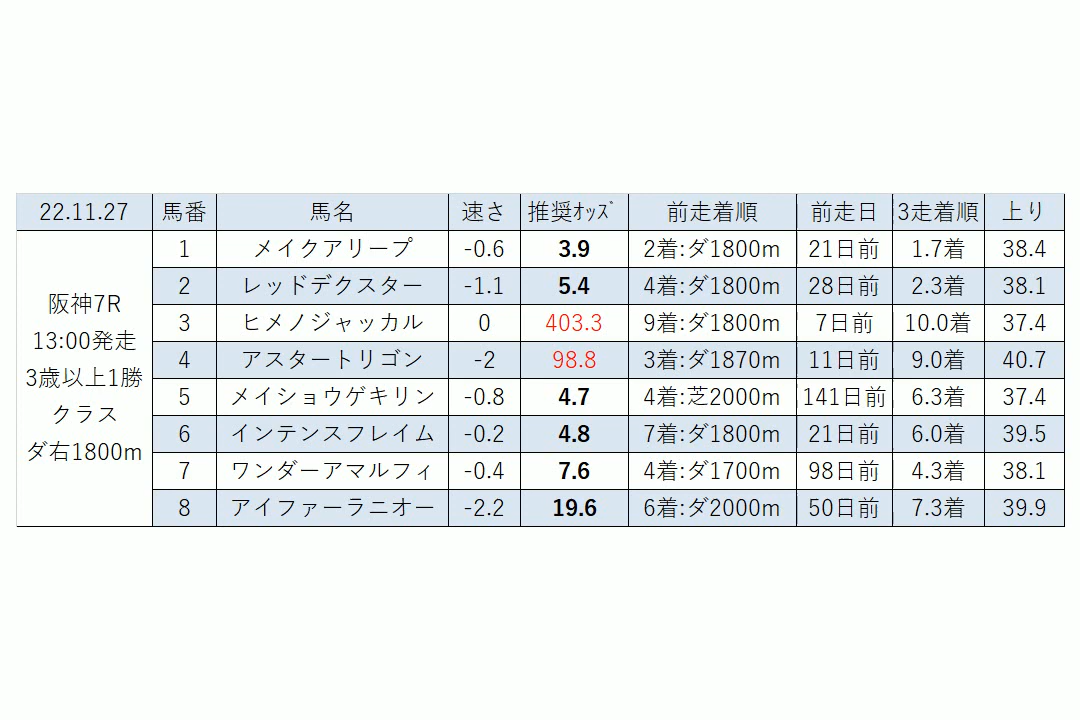 22.11.27 馬番 馬名 速さ 推奨ｵｯｽﾞ 前走着順 前走日 3走着順 上り
阪神7R
13:00発走
3歳以上1勝
クラス
ダ右1800m
1 メイクアリープ -0.6 3.9 2着:ダ1800m 21日前 1.7着 38.4
2 レッドデクスター -1.1 5.4 4着:ダ1800m 28日前 2.3着 38.1
3 ヒメノジャッカル 0 403.3 9着:ダ1800m 7日前 10.0着 37.4
4 アスタートリゴン -2 98.8 3着:ダ1870m 11日前 9.0着 40.7
5 メイショウゲキリン -0.8 4.7 4着:芝2000m 141日前 6.3着 37.4
6 インテンスフレイム -0.2 4.8 7着:ダ1800m 21日前 6.0着 39.5
7 ワンダーアマルフィ -0.4 7.6 4着:ダ1700m 98日前 4.3着 38.1
8 アイファーラニオー -2.2 19.6 6着:ダ2000m 50日前 7.3着 39.9